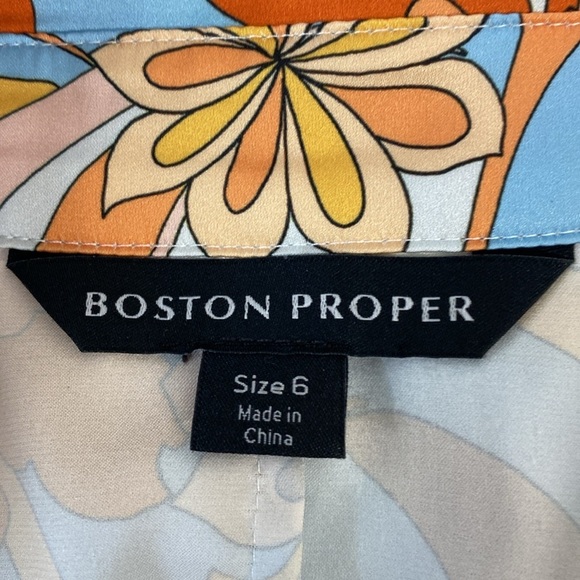 BOSTON PROPER
Size 6
Made in
China